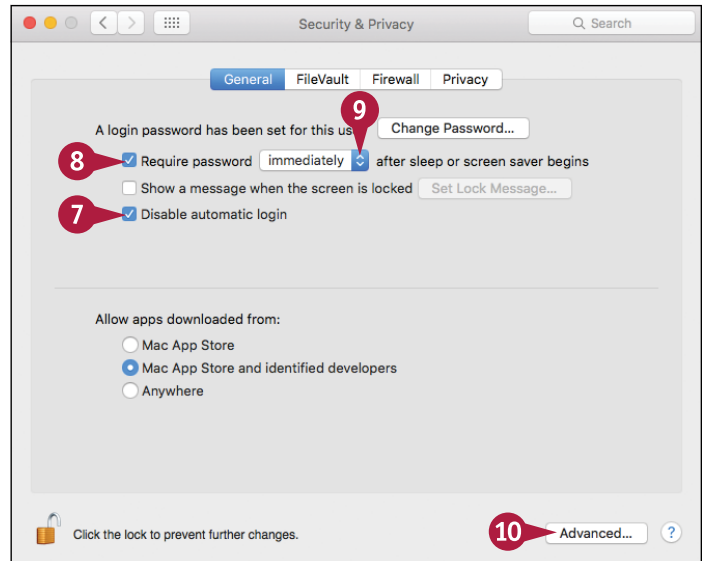 Security & Privacy
Search
General FileVault Firewall Privacy
9
A login password has been set for this us Change Password...
8 Require password immediately after sleep or screen saver begins
Show a message when the screen is locked Set Lock Message...
7 Disable automatic login
Allow apps downloaded from:
Mac App Store
Mac App Store and identified developers
Anywhere
Click the lock to prevent further changes. 10 Advanced... ?